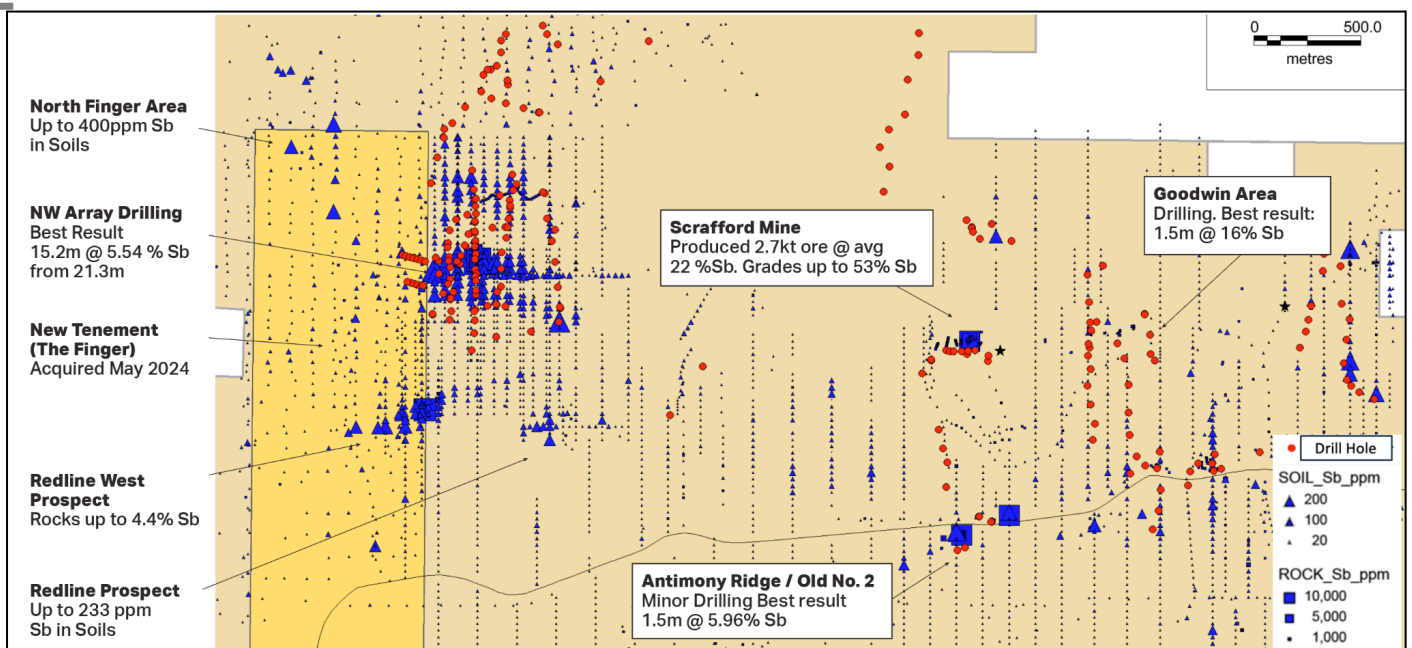 0 500.0
metres
North Finger Area
Up to 400ppm Sb
in Soils
NW Array Drilling
Best Result
15.2m @ 5.54 % Sb
from 21.3m
New Tenement
(The Finger)
Acquired May 2024
Redline West
Prospect
Rocks up to 4.4% Sb
Redline Prospect
Up to 233 ppm
Sb in Soils
Scrafford Mine
Produced 2.7kt ore @ avg
22 %Sb. Grades up to 53% Sb
Goodwin Area
Drilling. Best result:
1.5m @ 16% Sb
Antimony Ridge / Old No. 2
Minor Drilling Best result
1.5m @ 5.96% Sb
Drill Hole
SOIL_Sb_ppm
200
100
20
ROCK_Sb_ppm
10,000
5,000
1,000